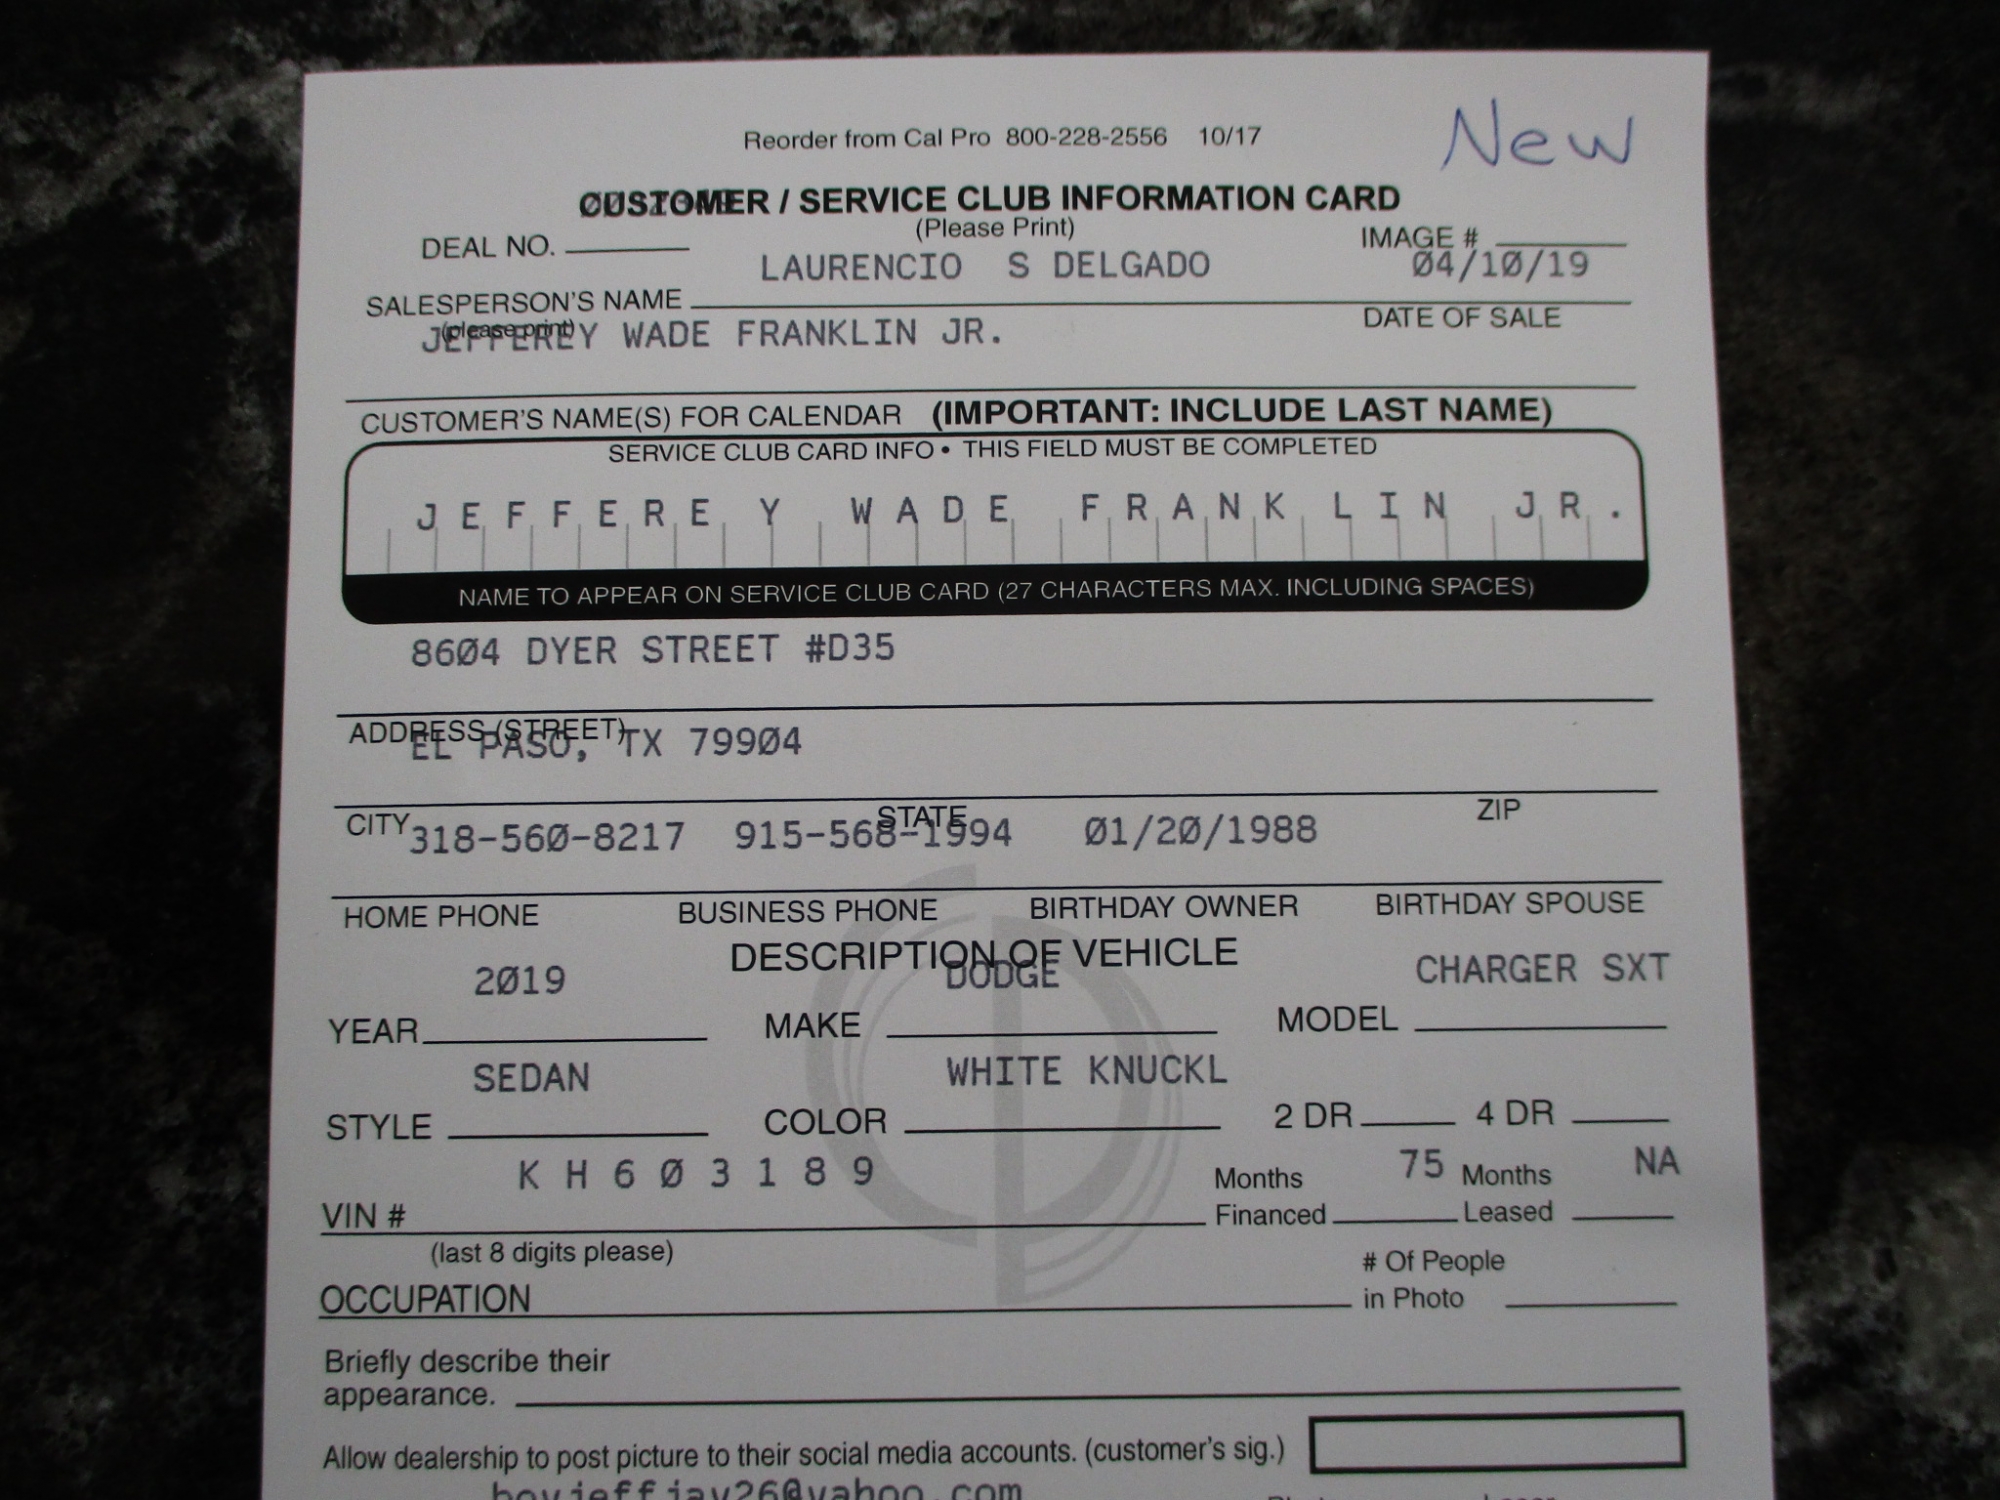 New
Reorder from Cal Pro 800-228-2556 10/17
CUSTOMER / SERVICE CLUB INFORMATION CARD
(Please Print)
DEAL NO. IMAGE #
LAURENCIO S DELGADO 04/10/19
SALESPERSON'S NAME
(please print) DATE OF SALE
JEFFEREY WADE FRANKLIN JR.
CUSTOMER'S NAME(S) FOR CALENDAR (IMPORTANT: INCLUDE LAST NAME)
SERVICE CLUB CARD INFO • THIS FIELD MUST BE COMPLETED
JEFFEREY WADE FRANKLIN JR.
NAME TO APPEAR ON SERVICE CLUB CARD (27 CHARACTERS MAX. INCLUDING SPACES)
8604 DYER STREET #D35
ADDRESS (STREET)
EL PASO, TX 79904
CITY STATE ZIP
318-560-8217 915-568-1994 01/20/1988
HOME PHONE BUSINESS PHONE BIRTHDAY OWNER BIRTHDAY SPOUSE
DESCRIPTION OF VEHICLE
2019 DODGE CHARGER SXT
YEAR MAKE MODEL
SEDAN WHITE KNUCKL
STYLE COLOR 2 DR 4 DR
KH603189 Months 75 Months NA
VIN # Financed Leased
(last 8 digits please) # Of People
OCCUPATION in Photo
Briefly describe their
appearance.
Allow dealership to post picture to their social media accounts. (customer's sig.)
boyjeffjay26@yahoo.com